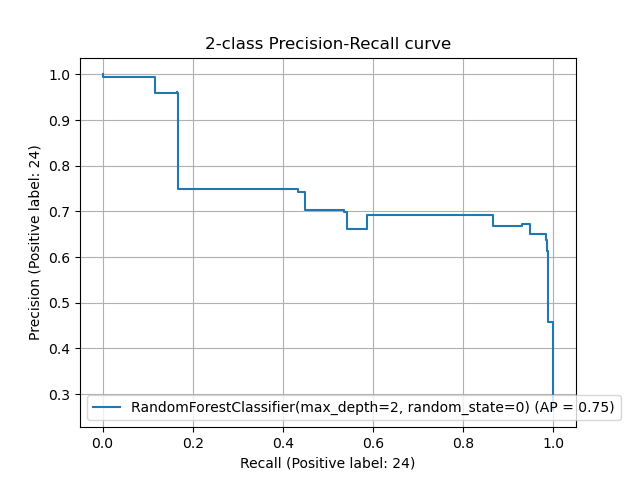 2-class Precision-Recall curve
Precision (Positive label: 24)
1.0
0.9
0.8
0.7
0.6
0.5
0.4
0.3
RandomForestClassifier(max_depth=2, random_state=0) (AP = 0.75)
0.0 0.2 0.4 0.6 0.8 1.0
Recall (Positive label: 24)